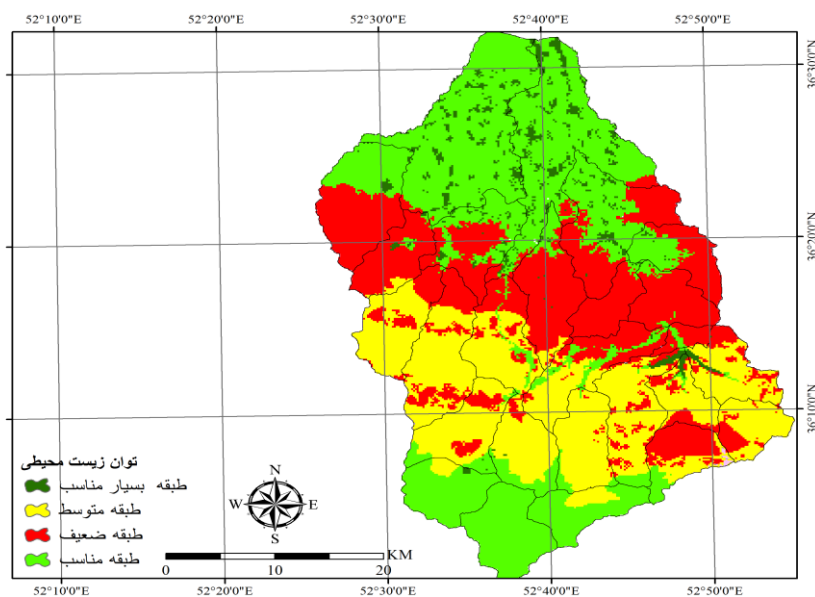 52°10'0"E 52°20'0"E 52°30'0"E 52°40'0"E 52°50'0"E
36°30'0"N
36°20'0"N
36°10'0"N
توان زیست محیطی
طبقه بسیار مناسب
طبقه متوسط
طبقه ضعیف
طبقه مناسب
N
W E
S
KM
0 10 20
52°10'0"E 52°20'0"E 52°30'0"E 52°40'0"E 52°50'0"E